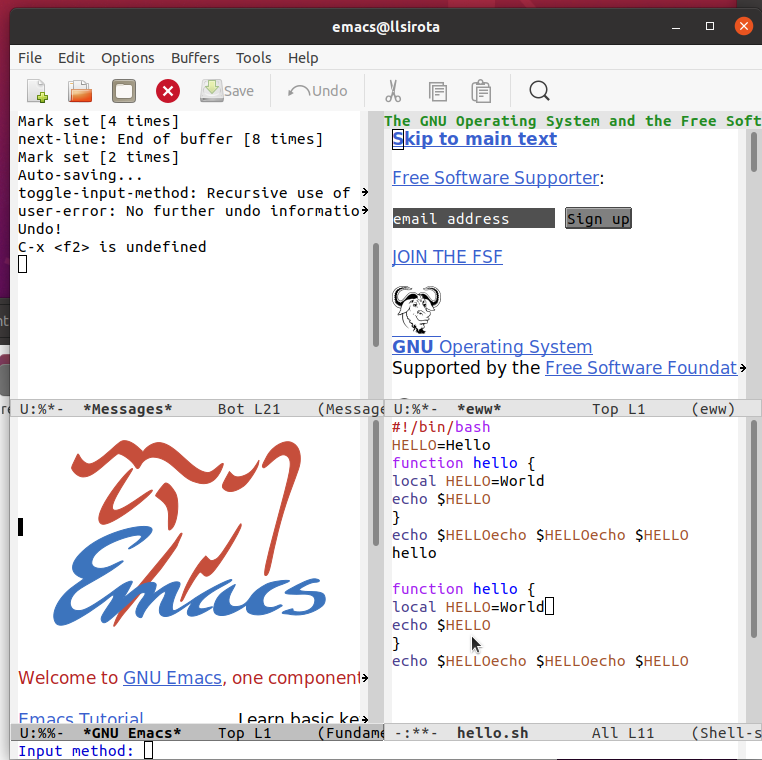 emacs@llsirota
File Edit Options Buffers Tools Help
Save Undo
Mark set [4 times]
next-line: End of buffer [8 times]
Mark set [2 times]
Auto-saving...
toggle-input-method: Recursive use of
user-error: No further undo informatio
Undo!
C-x <f2> is undefined
U:%*- *Messages* Bot L21 (Message
The GNU Operating System and the Free Soft
Skip to main text
Free Software Supporter:
email address Sign up
JOIN THE FSF
GNU Operating System
Supported by the Free Software Foundat
U:%*- *eww* Top L1 (eww)
Emacs
Welcome to GNU Emacs, one component
Emacs Tutorial Learn basic ke
U:%%- *GNU Emacs* Top L1 (Fundame
#!/bin/bash
HELLO=Hello
function hello {
local HELLO=World
echo $HELLO
}
echo $HELLOecho $HELLOecho $HELLO
hello
function hello {
local HELLO=World
echo $HELLO
}
echo $HELLOecho $HELLOecho $HELLO
-:**- hello.sh All L11 (Shell-s
Input method: